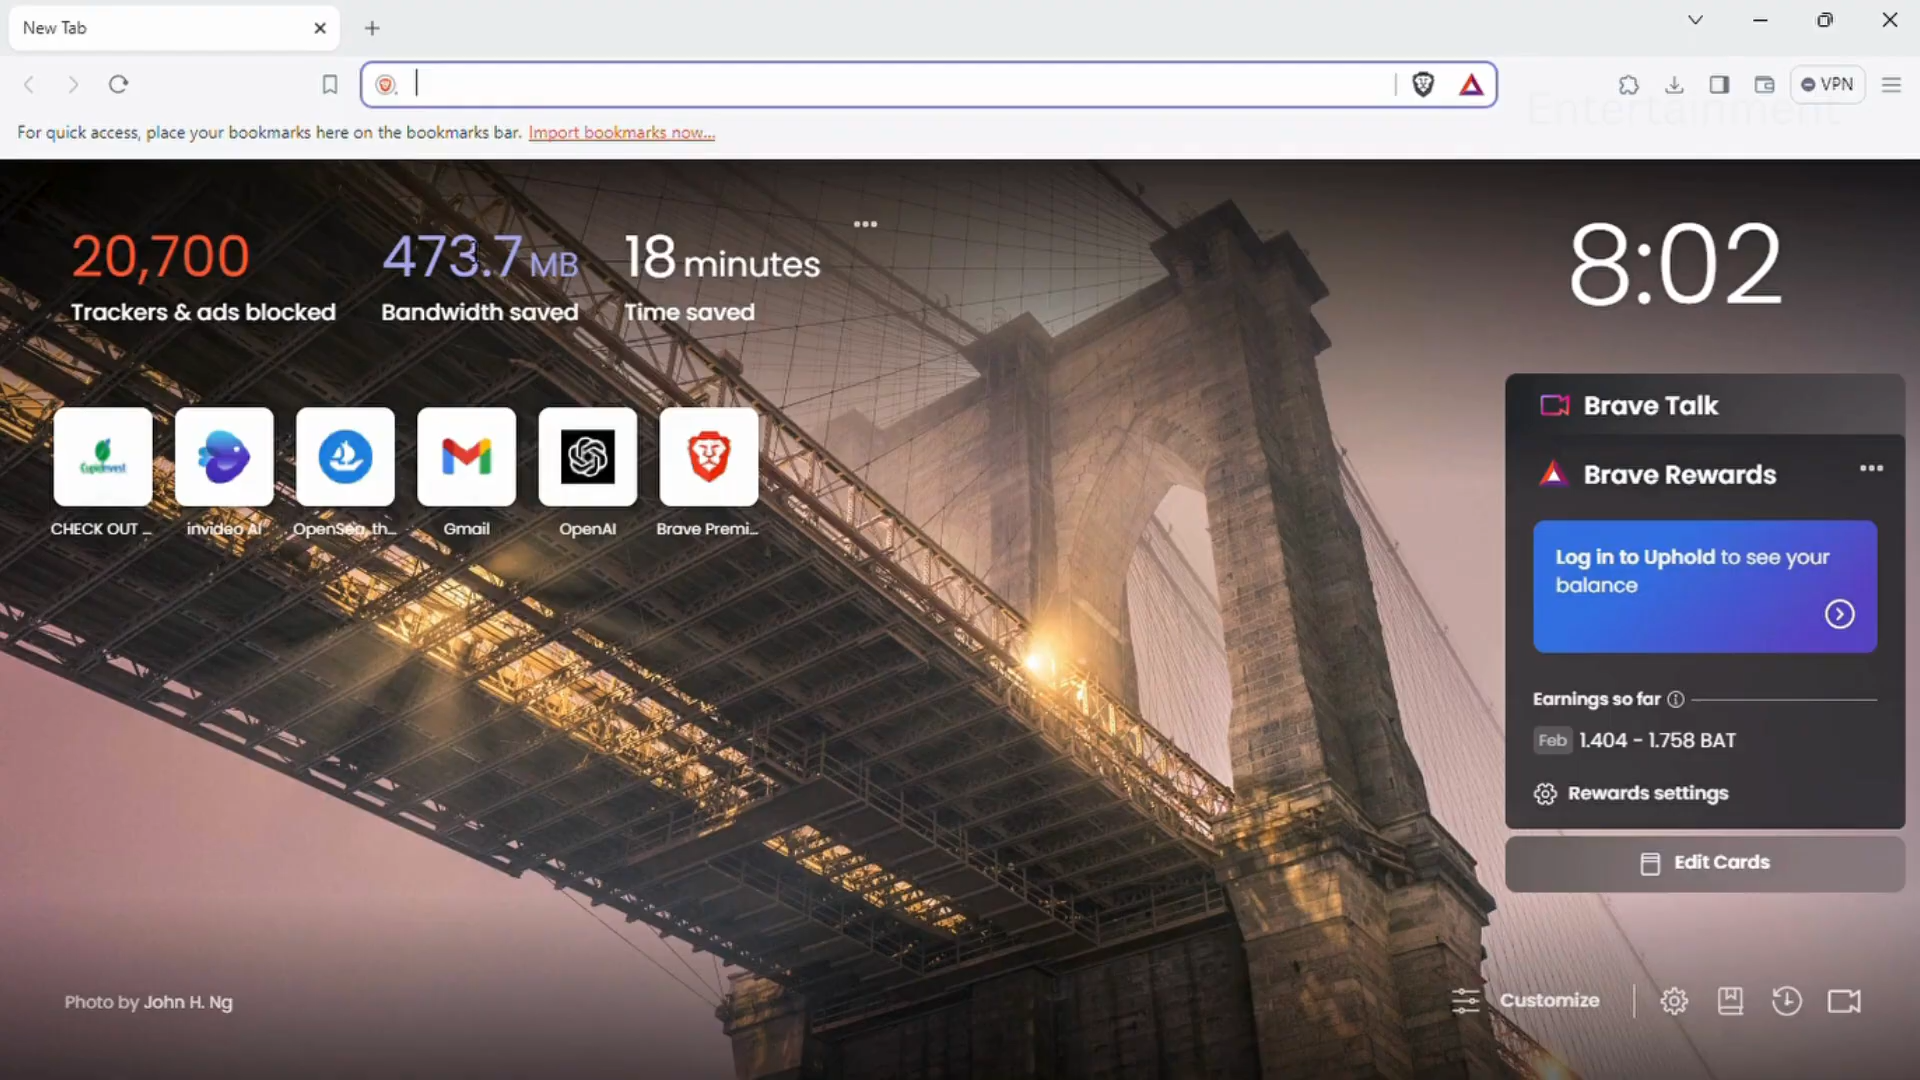 New Tab
VPN
Entertainment
For quick access, place your bookmarks here on the bookmarks bar. Import bookmarks now...
20,700
Trackers & ads blocked
473.7 MB
Bandwidth saved
18 minutes
Time saved
8:02
CupidInvest
CHECK OUT ...
invideo AI
OpenSea, th...
Gmail
OpenAI
Brave Premi...
Brave Talk
Brave Rewards
Log in to Uphold to see your
balance
Earnings so far
Feb 1.404 - 1.758 BAT
Rewards settings
Edit Cards
Photo by John H. Ng
Customize